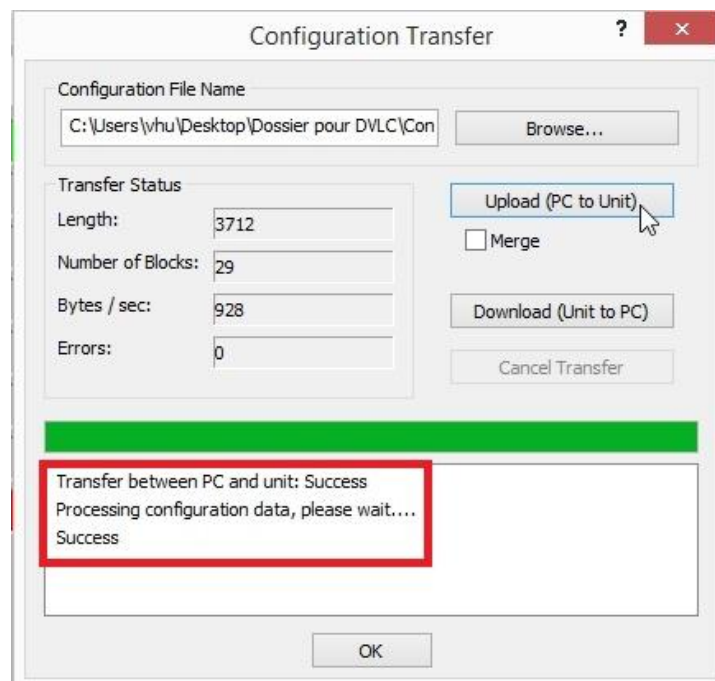 Configuration Transfer
?
Configuration File Name
C:\Users\vhu\Desktop\Dossier pour DVLC\Con
Browse...
Transfer Status
Length:
3712
Number of Blocks:
29
Bytes / sec:
928
Errors:
0
Upload (PC to Unit)
Merge
Download (Unit to PC)
Cancel Transfer
Transfer between PC and unit: Success
Processing configuration data, please wait....
Success
OK